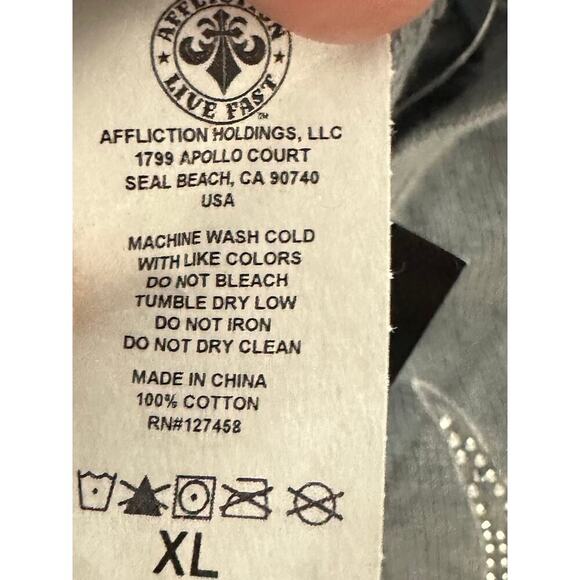 AFFLICTION
LIVE FAST
AFFLICTION HOLDINGS, LLC
1799 APOLLO COURT
SEAL BEACH, CA 90740
USA
MACHINE WASH COLD
WITH LIKE COLORS
DO NOT BLEACH
TUMBLE DRY LOW
DO NOT IRON
DO NOT DRY CLEAN
MADE IN CHINA
100% COTTON
RN#127458
XL